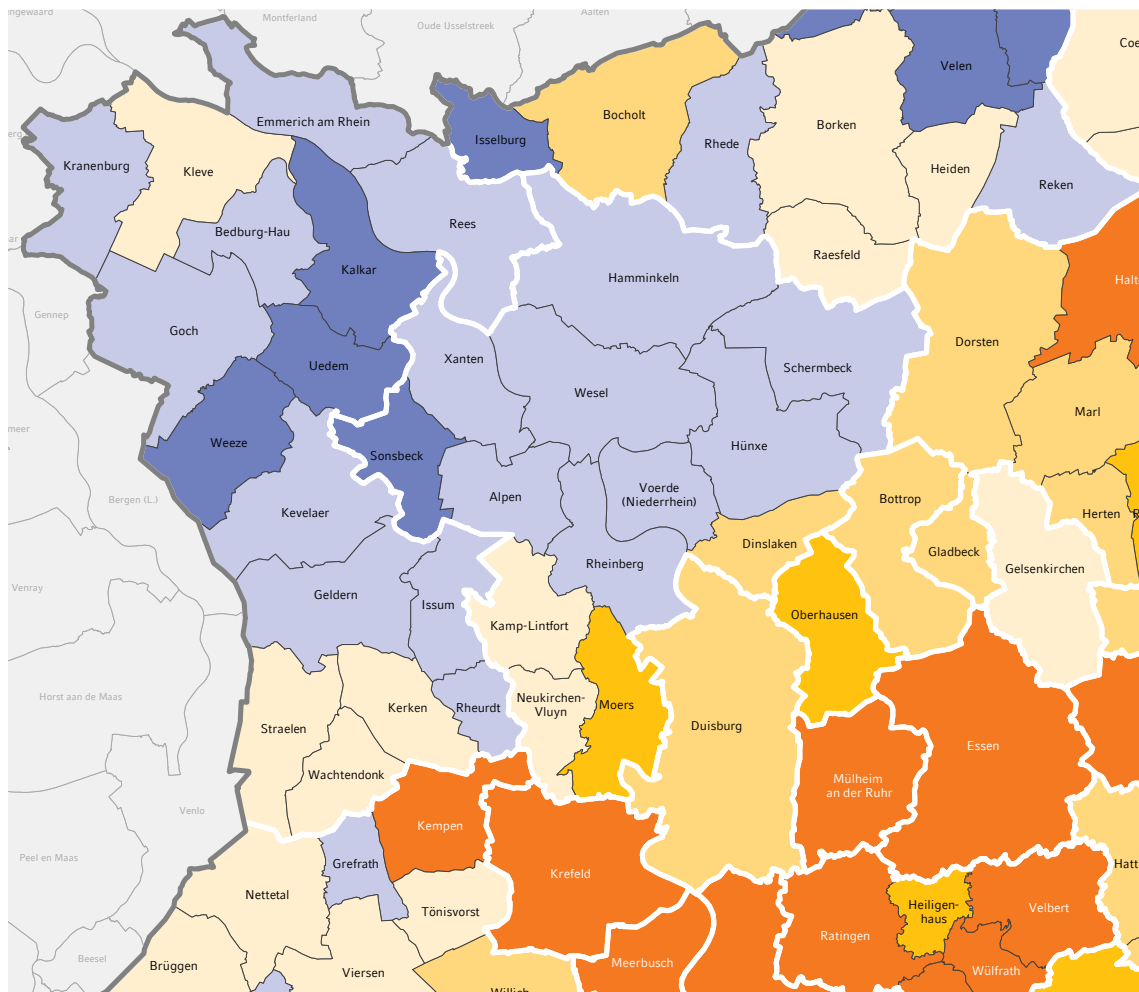 Montferland
Oude IJsselstreek
Aalten
Coe
Velen
Bocholt
Emmerich am Rhein
Borken
Isselburg
Rhede
Kranenburg
Kleve
Heiden
Reken
Rees
Bedburg-Hau
Raesfeld
Kalkar
Hamminkeln
Halt
Gennep
Goch
Dorsten
Xanten
Uedem
Schermbeck
Wesel
Marl
meer
Weeze
Hünxe
Sonsbeck
Voerde
(Niederrhein)
Alpen
Bergen (L.)
Bottrop
Kevelaer
Herten
R
Dinslaken
Gladbeck
Rheinberg
Gelsenkirchen
Venray
Geldern
Issum
Oberhausen
Kamp-Lintfort
Horst aan de Maas
Neukirchen-
Vluyn
Kerken
Rheurdt
Moers
Straelen
Duisburg
Essen
Wachtendonk
Mülheim
an der Ruhr
Venlo
Kempen
Peel en Maas
Grefrath
Hatt
Krefeld
Nettetal
Heiligen-
haus
Velbert
Tönisvorst
Ratingen
Beesel
Brüggen
Viersen
Meerbusch
Wülfrath
Willich